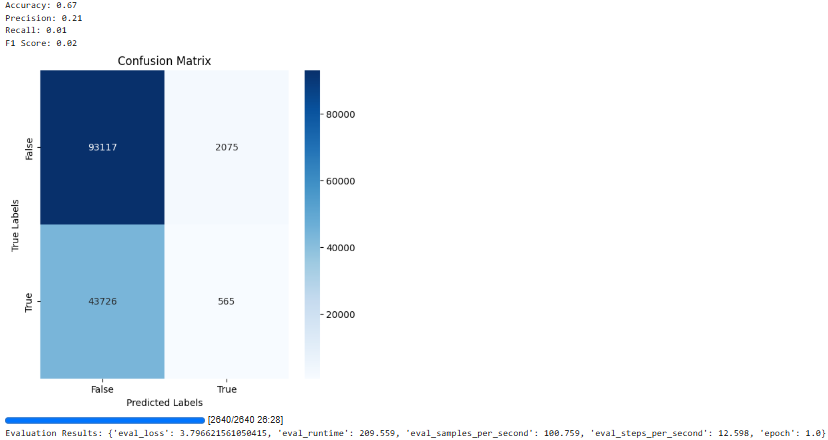 Accuracy: 0.67
Precision: 0.21
Recall: 0.01
F1 Score: 0.02
Confusion Matrix
False
93117
2075
80000
60000
True Labels
40000
True
43726
565
20000
False
True
Predicted Labels
[2640/2640 26:28]
Evaluation Results: {'eval_loss': 3.796621561050415, 'eval_runtime': 209.559, 'eval_samples_per_second': 100.759, 'eval_steps_per_second': 12.598, 'epoch': 1.0}